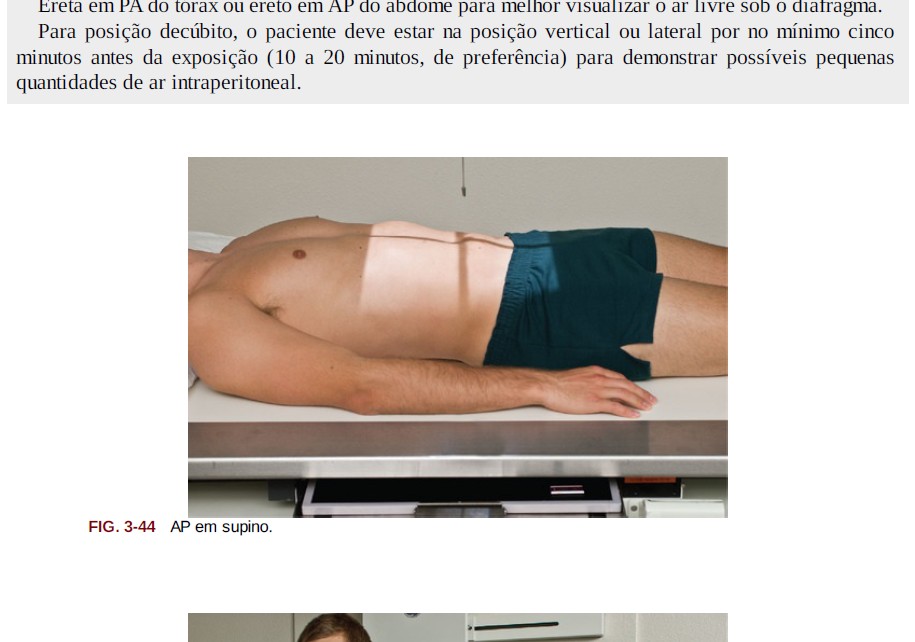 Ereta em PA do tórax ou ereto em AP do abdome para melhor visualizar o ar livre sob o diafragma.
Para posição decúbito, o paciente deve estar na posição vertical ou lateral por no mínimo cinco
minutos antes da exposição (10 a 20 minutos, de preferência) para demonstrar possíveis pequenas
quantidades de ar intraperitoneal.
FIG. 3-44 AP em supino.